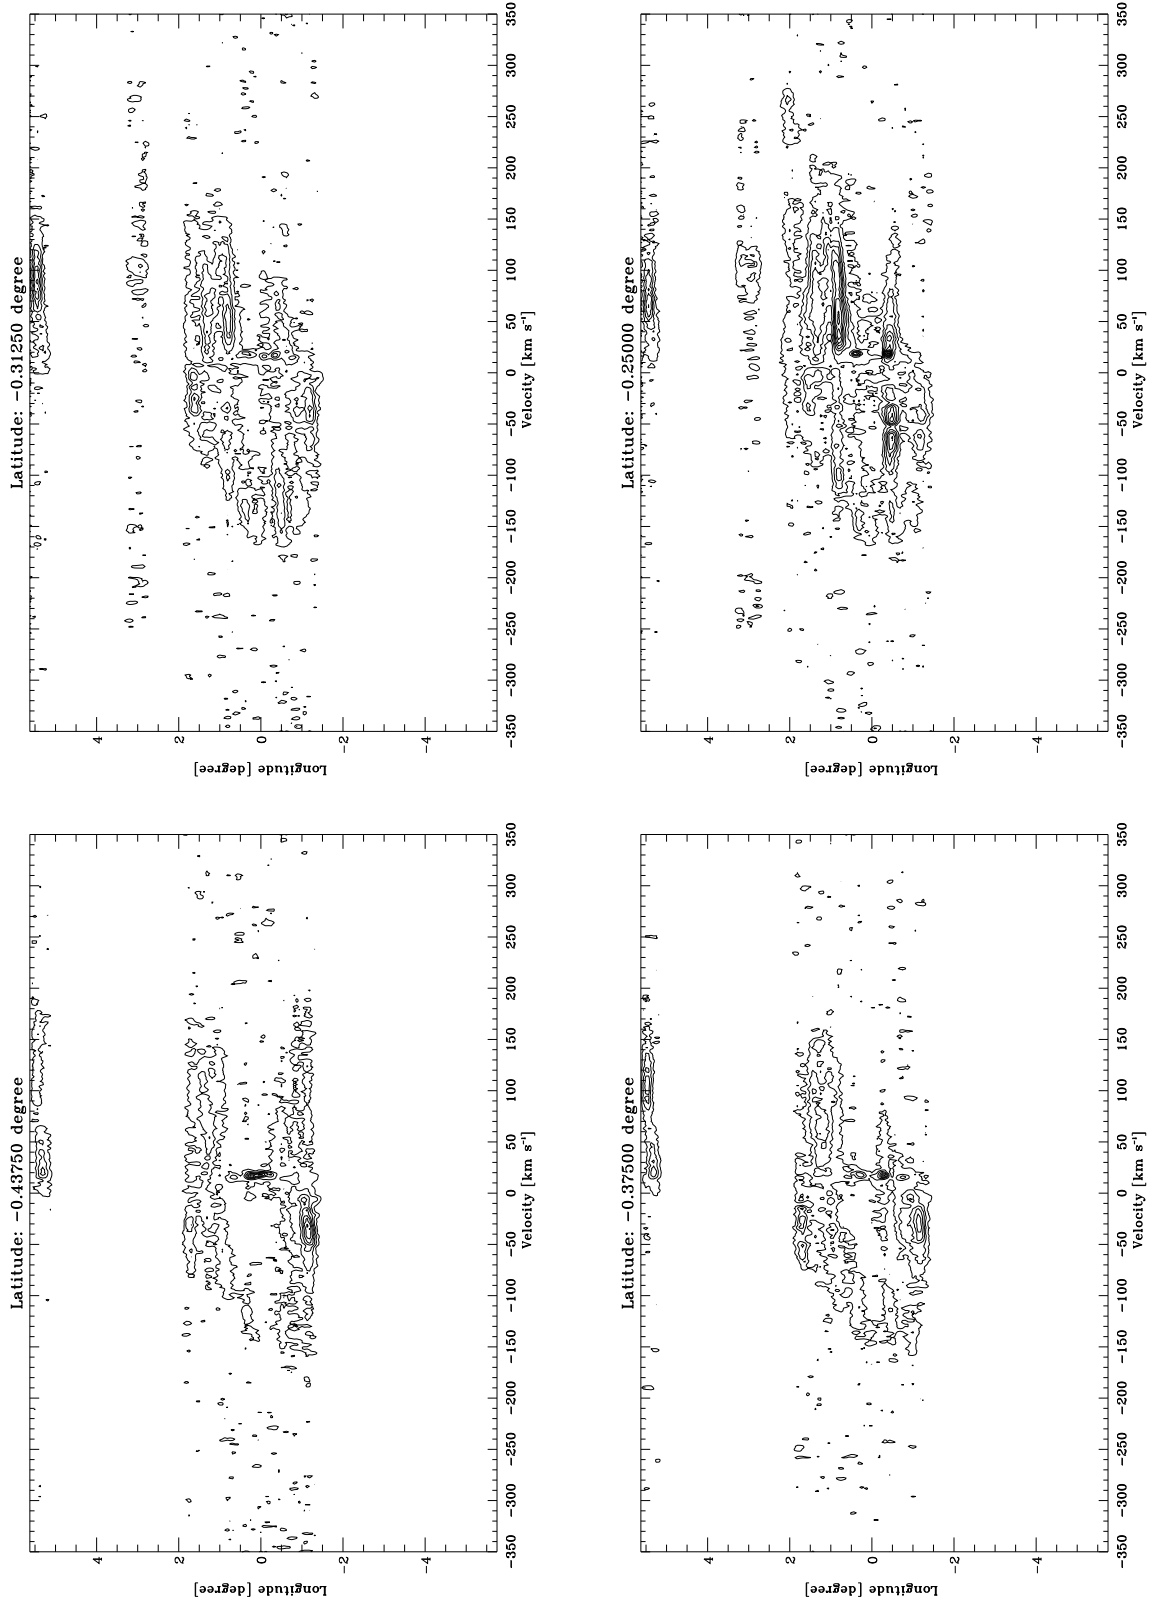 Latitude: −0.43750 degree
Longitude [ degree]
4
2
0
−2
−4
−350 −300 −250 −200 −150 −100 −50 0 50 100 150 200 250 300 350
Velocity [km s⁻¹]
Latitude: −0.31250 degree
Longitude [ degree]
4
2
0
−2
−4
−350 −300 −250 −200 −150 −100 −50 0 50 100 150 200 250 300 350
Velocity [km s⁻¹]
Latitude: −0.37500 degree
Longitude [ degree]
4
2
0
−2
−4
−350 −300 −250 −200 −150 −100 −50 0 50 100 150 200 250 300 350
Velocity [km s⁻¹]
Latitude: −0.25000 degree
Longitude [ degree]
4
2
0
−2
−4
−350 −300 −250 −200 −150 −100 −50 0 50 100 150 200 250 300 350
Velocity [km s⁻¹]